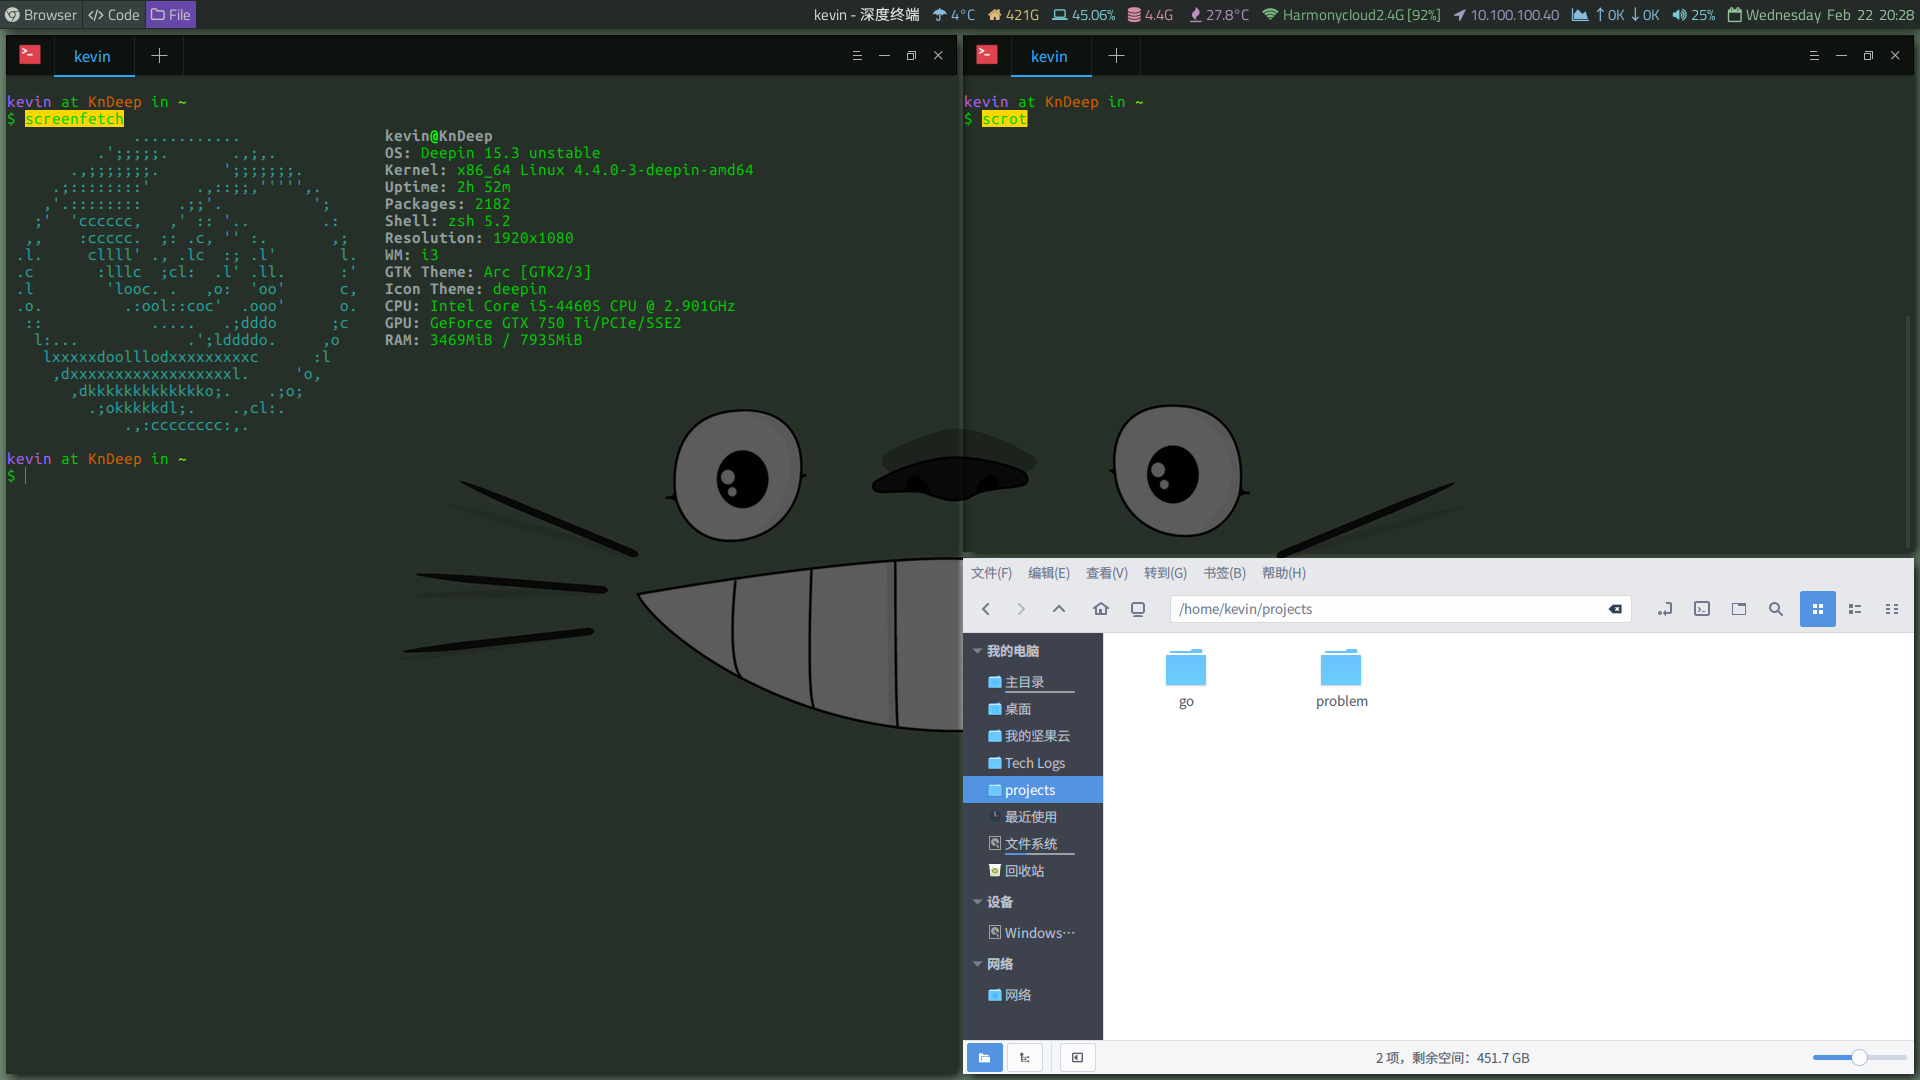 Browser Code File kevin - 深度终端 4°C 421G 45.06% 4.4G 27.8°C Harmonycloud2.4G [92%] 10.100.100.40 ↑0K ↓0K 25% Wednesday Feb 22 20:28
kevin
kevin at KnDeep in ~
$ screenfetch
kevin@KnDeep
OS: Deepin 15.3 unstable
Kernel: x86_64 Linux 4.4.0-3-deepin-amd64
Uptime: 2h 52m
Packages: 2182
Shell: zsh 5.2
Resolution: 1920x1080
WM: i3
GTK Theme: Arc [GTK2/3]
Icon Theme: deepin
CPU: Intel Core i5-4460S CPU @ 2.901GHz
GPU: GeForce GTX 750 Ti/PCIe/SSE2
RAM: 3469MiB / 7935MiB
kevin at KnDeep in ~
$
kevin
kevin at KnDeep in ~
$ scrot
文件(F) 编辑(E) 查看(V) 转到(G) 书签(B) 帮助(H)
/home/kevin/projects
我的电脑
主目录
桌面
我的坚果云
Tech Logs
projects
最近使用
文件系统
回收站
设备
Windows···
网络
网络
go
problem
2 项，剩余空间：451.7 GB